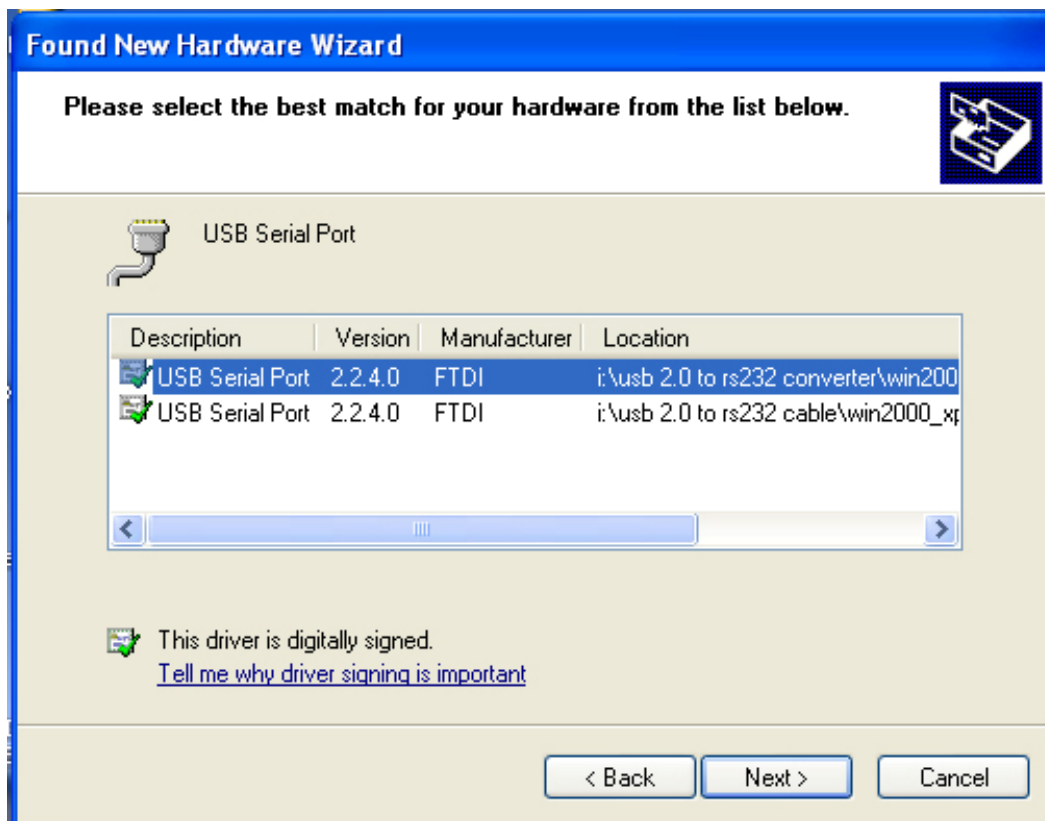 Found New Hardware Wizard
Please select the best match for your hardware from the list below.
USB Serial Port
Description Version Manufacturer Location
USB Serial Port 2.2.4.0 FTDI i:\usb 2.0 to rs232 converter\win200
USB Serial Port 2.2.4.0 FTDI i:\usb 2.0 to rs232 cable\win2000_xp
This driver is digitally signed.
Tell me why driver signing is important
< Back Next > Cancel